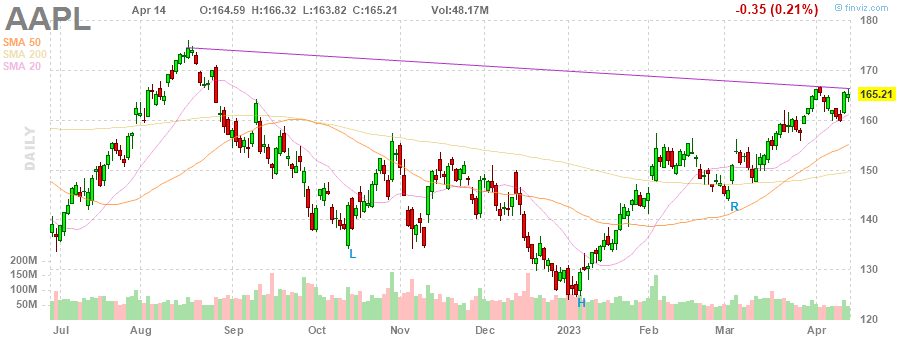 AAPL Apr 14 O:164.59 H:166.32 L:163.82 C:165.21 Vol:48.17M -0.35 (0.21%) © finviz.com
SMA 50
SMA 200
SMA 20
DAILY
180
170
165.21
160
150
140
130
120
200M
150M
100M
50M
L
H
R
Jul Aug Sep Oct Nov Dec 2023 Feb Mar Apr